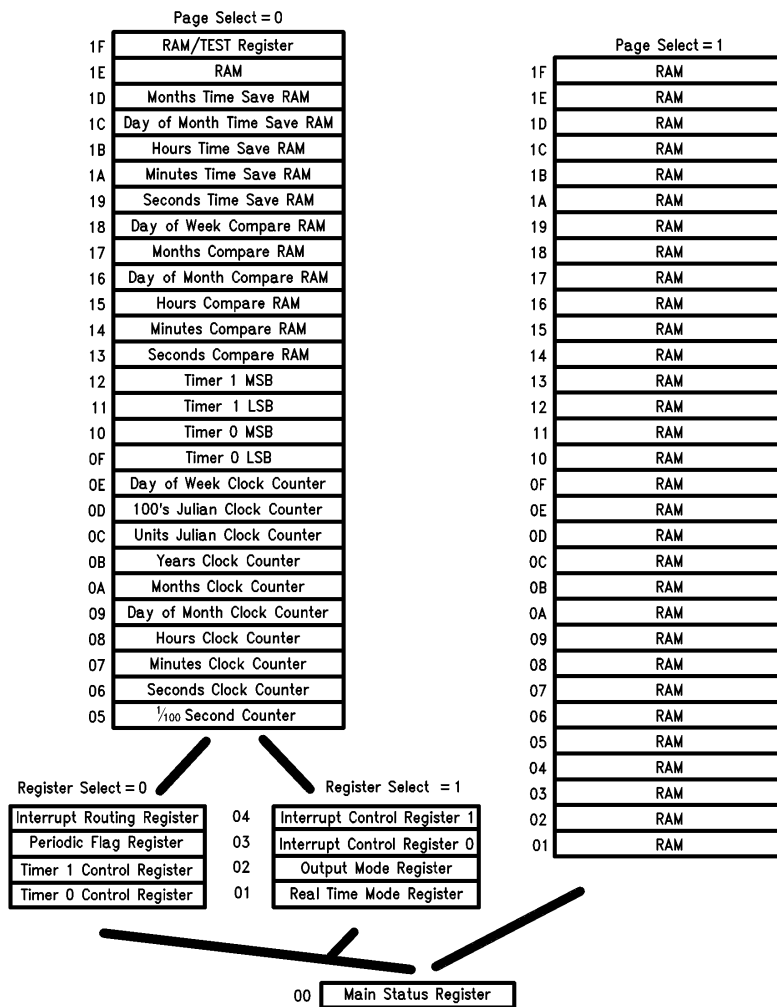 Page Select = 0
1F RAM/TEST Register
1E RAM
1D Months Time Save RAM
1C Day of Month Time Save RAM
1B Hours Time Save RAM
1A Minutes Time Save RAM
19 Seconds Time Save RAM
18 Day of Week Compare RAM
17 Months Compare RAM
16 Day of Month Compare RAM
15 Hours Compare RAM
14 Minutes Compare RAM
13 Seconds Compare RAM
12 Timer 1 MSB
11 Timer 1 LSB
10 Timer 0 MSB
0F Timer 0 LSB
0E Day of Week Clock Counter
0D 100's Julian Clock Counter
0C Units Julian Clock Counter
0B Years Clock Counter
0A Months Clock Counter
09 Day of Month Clock Counter
08 Hours Clock Counter
07 Minutes Clock Counter
06 Seconds Clock Counter
05 1/100 Second Counter
Page Select = 1
1F RAM
1E RAM
1D RAM
1C RAM
1B RAM
1A RAM
19 RAM
18 RAM
17 RAM
16 RAM
15 RAM
14 RAM
13 RAM
12 RAM
11 RAM
10 RAM
0F RAM
0E RAM
0D RAM
0C RAM
0B RAM
0A RAM
09 RAM
08 RAM
07 RAM
06 RAM
05 RAM
04 RAM
03 RAM
02 RAM
01 RAM
Register Select = 0
Register Select = 1
Interrupt Routing Register 04 Interrupt Control Register 1
Periodic Flag Register 03 Interrupt Control Register 0
Timer 1 Control Register 02 Output Mode Register
Timer 0 Control Register 01 Real Time Mode Register
00 Main Status Register